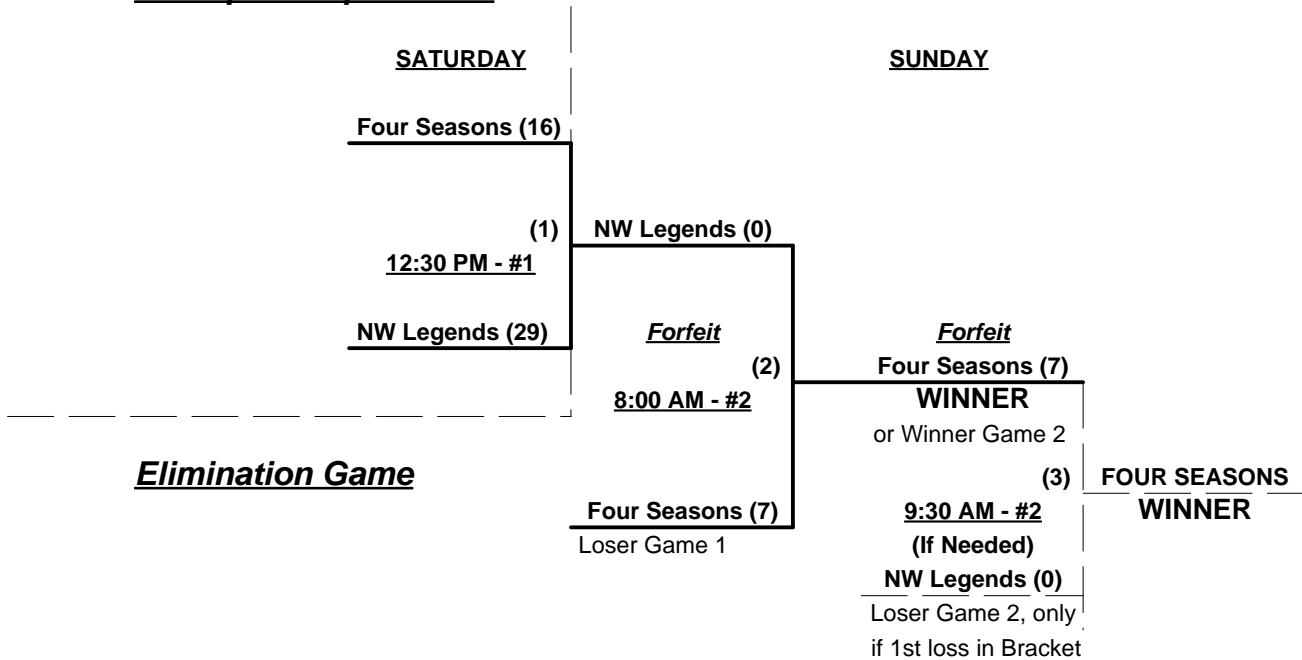 SATURDAY
SUNDAY
Four Seasons (16)
(1)
12:30 PM - #1
NW Legends (29)
NW Legends (0)
Forfeit
(2)
8:00 AM - #2
Forfeit
Four Seasons (7)
WINNER
or Winner Game 2
Elimination Game
Four Seasons (7)
Loser Game 1
(3)
9:30 AM - #2
(If Needed)
NW Legends (0)
Loser Game 2, only
if 1st loss in Bracket
FOUR SEASONS
WINNER